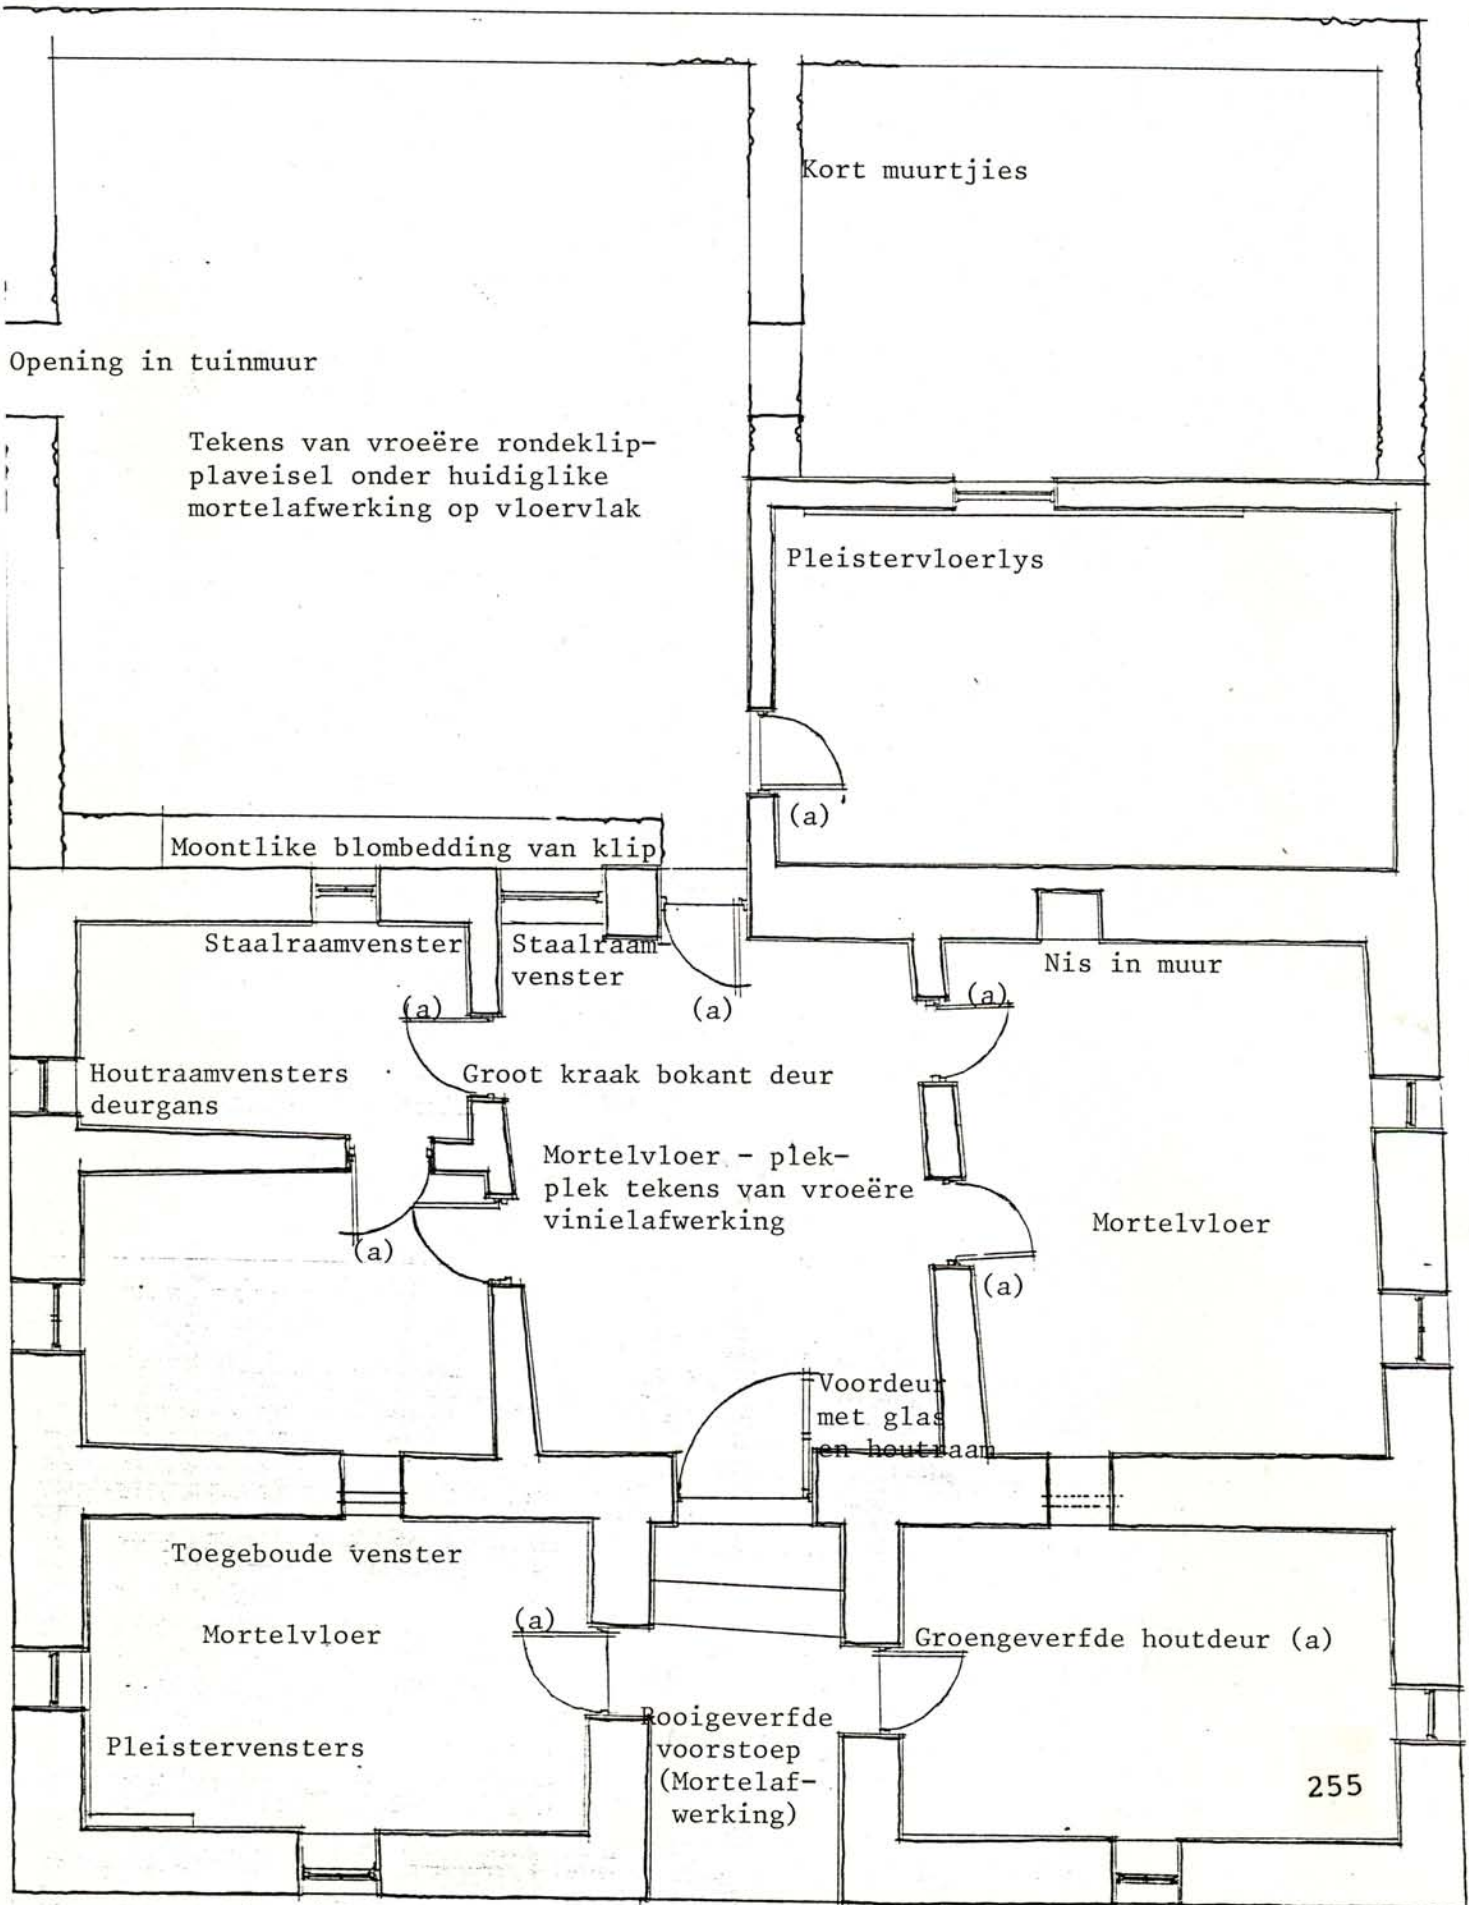 Kort muurtjies
Opening in tuinmuur
Tekens van vroeëre rondeklip-
plaveisel onder huidiglike
mortelafwerking op vloervlak
Pleistervloerlys
(a)
Moontlike blombedding van klip
Staalraamvenster
Staalraam
venster
Nis in muur
(a)
(a)
(a)
Houtraamvensters
deurgans
Groot kraak bokant deur
Mortelvloer - plek-
plek tekens van vroeëre
vinielafwerking
Mortelvloer
(a)
(a)
Voordeur
met glas
en houtraam
Toegeboude venster
Mortelvloer
(a)
Groengeverfde houtdeur (a)
Pleistervensters
Rooigeverfde
voorstoep
(Mortelaf-
werking)
255